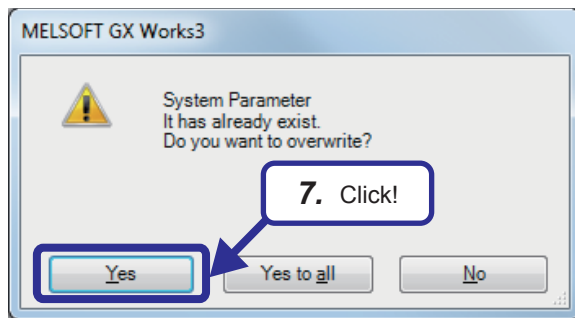 MELSOFT GX Works3
System Parameter
It has already exist.
Do you want to overwrite?
7. Click!
Yes
Yes to all
No